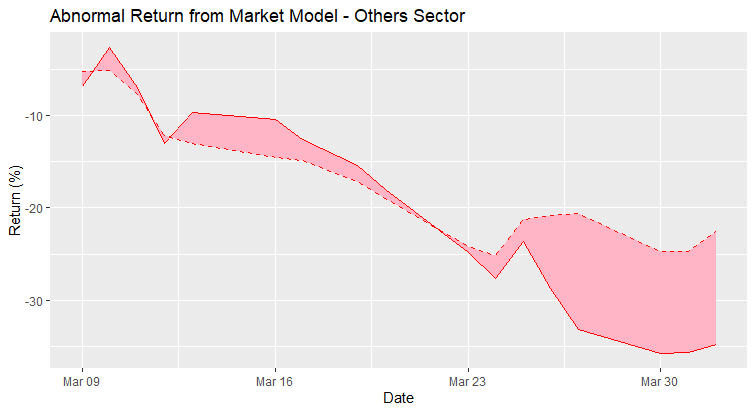 Abnormal Return from Market Model - Others Sector
Return (%)
-10
-20
-30
Mar 09
Mar 16
Mar 23
Mar 30
Date